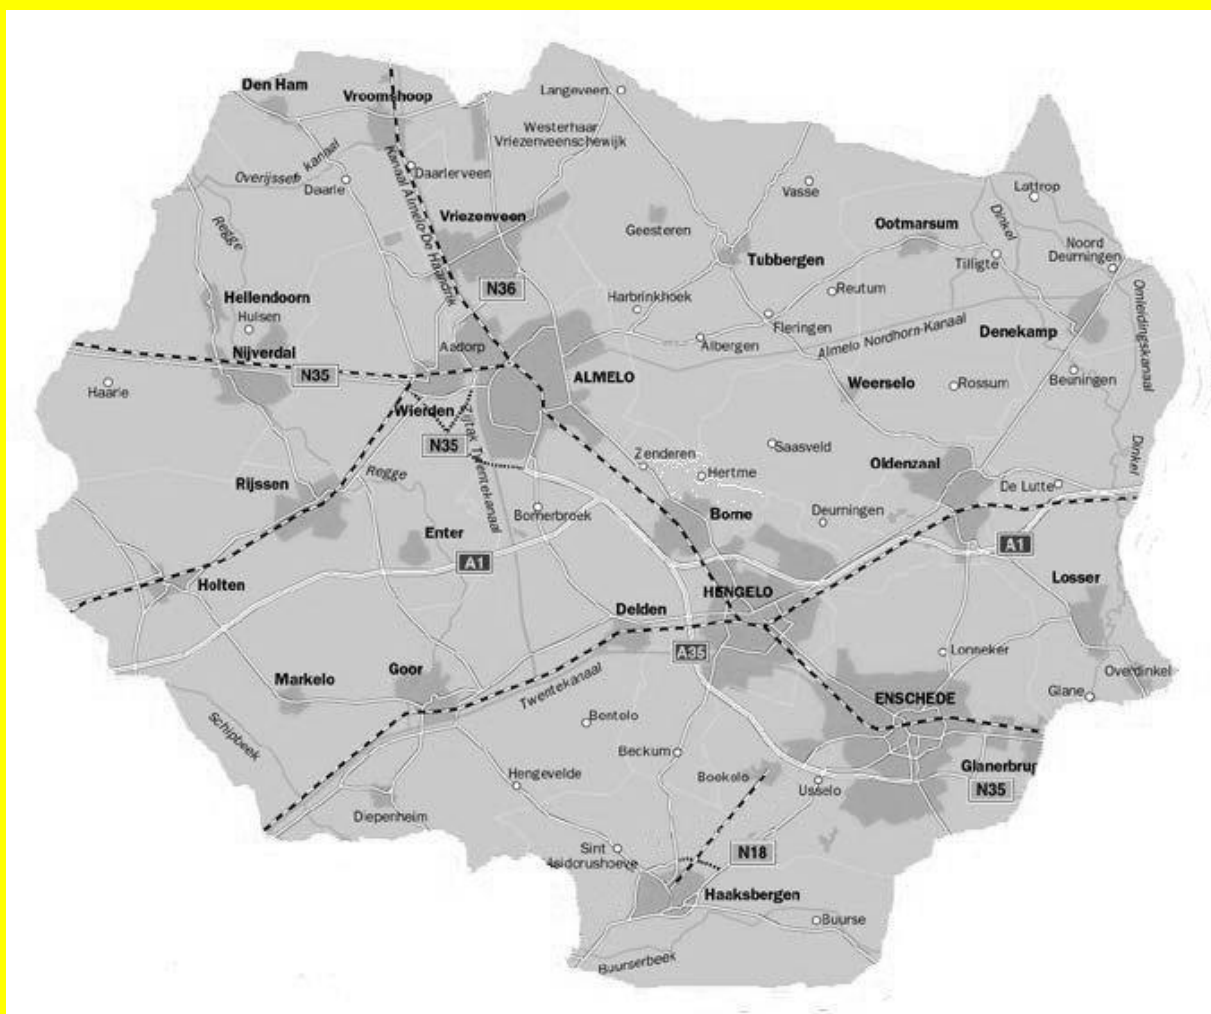 Den Ham
Vroomshoop
Langeveen
Westerhaar
Vriezenveenschewijk
Overijssels kanaal
Daarle
Daarlerveen
Vasse
Lattrop
Regge
Kanaal Almelo-De Haandrik
Vriezenveen
Geesteren
Ootmarsum
Dinkel
Tubbergen
Tilligte
Noord
Deurningen
Hellendoorn
N36
Harbrinkhoek
Reutum
Hulsen
Fleringen
Almelo Nordhorn-Kanaal
Denekamp
Omleidingskanaal
Nijverdal
Aadorp
Albergen
N35
ALMELO
Weerselo
Rossum
Beuningen
Haarle
Wierden
N35
Zijtak Twentekanaal
Zenderen
Saasveld
Dinkel
Regge
Hertme
Oldenzaal
De Lutte
Rijssen
Bornerbroek
Borne
Deurningen
Enter
A1
A1
Holten
HENGELO
Losser
Delden
A35
Lonneker
Goor
Overdinkel
Markelo
Twentekanaal
ENSCHEDE
Glane
Schipbeek
Bentelo
Beckum
Hengevelde
Boekelo
Usselo
Glanerbrug
N35
Diepenheim
Sint
Isidorushoeve
N18
Haaksbergen
Buurse
Buurserbeek